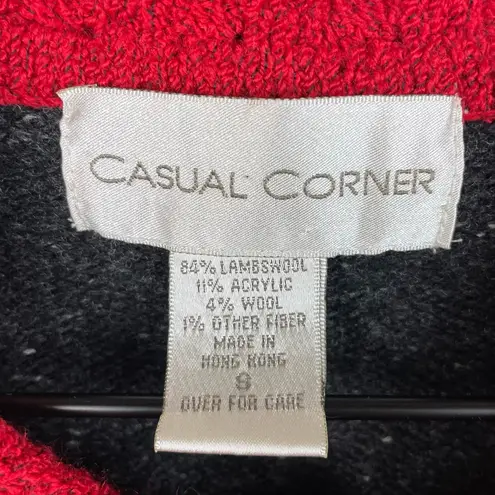 CASUAL CORNER
84% LAMBSWOOL
11% ACRYLIC
4% WOOL
1% OTHER FIBER
MADE IN
HONG KONG
S
OVER FOR CARE